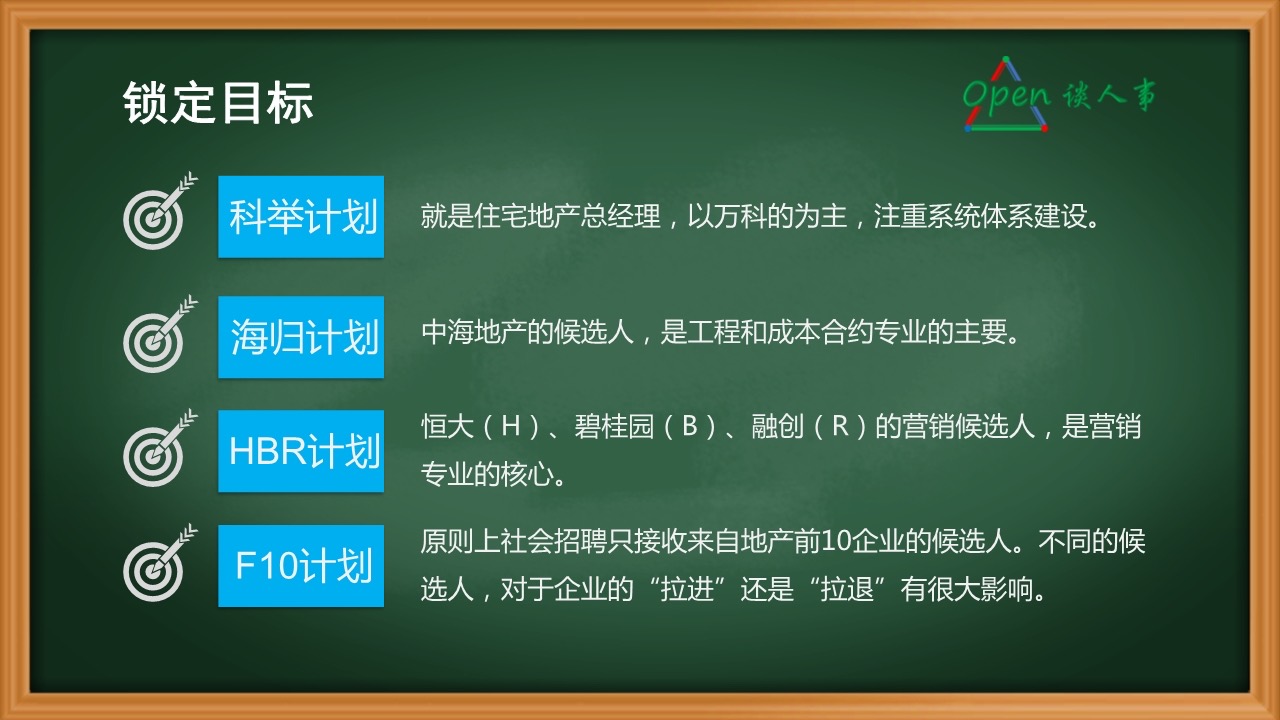 锁定目标
Open 谈人事
科举计划
就是住宅地产总经理，以万科的为主，注重系统体系建设。
海归计划
中海地产的候选人，是工程和成本合约专业的主要。
HBR计划
恒大（H）、碧桂园（B）、融创（R）的营销候选人，是营销
专业的核心。
F10计划
原则上社会招聘只接收来自地产前10企业的候选人。不同的候
选人，对于企业的“拉进”还是“拉退”有很大影响。